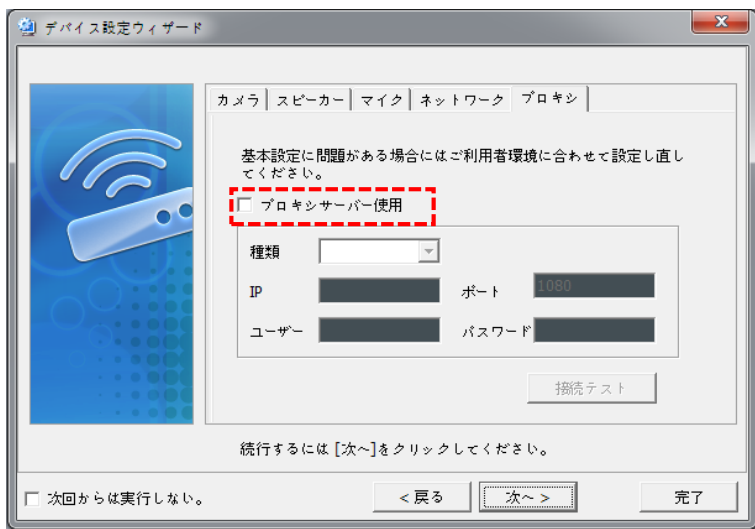 デバイス設定ウィザード
カメラ スピーカー マイク ネットワーク プロキシ
基本設定に問題がある場合にはご利用者環境に合わせて設定し直し
てください。
プロキサーバー使用
種類
IP ポート 1080
ユーザー パスワード
接続テスト
続行するには [次へ]をクリックしてください。
次回からは実行しない。 <戻る 次へ > 完了